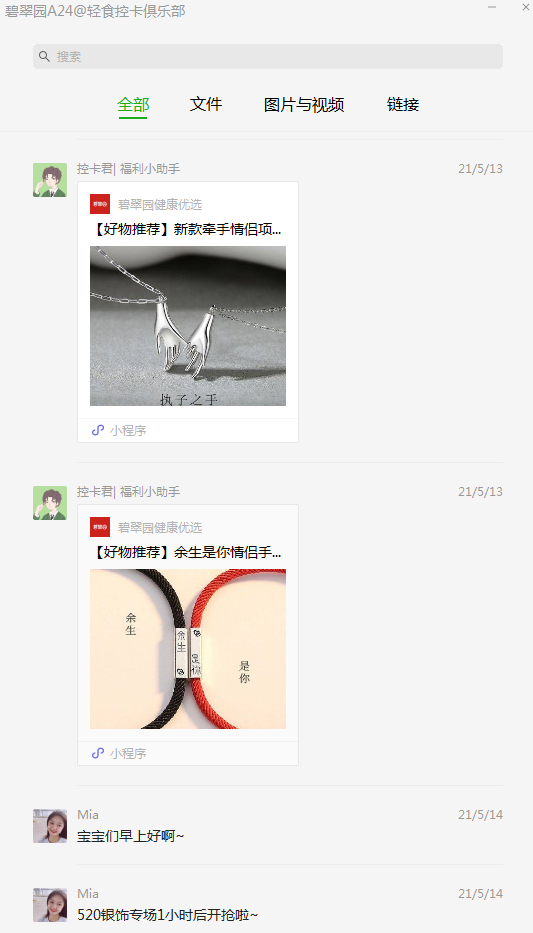 碧翠园A24@轻食控卡俱乐部
搜索
全部 文件 图片与视频 链接
控卡君| 福利小助手 21/5/13
碧翠园健康优选
【好物推荐】新款牵手情侣项...
执子之手
小程序
控卡君| 福利小助手 21/5/13
碧翠园健康优选
【好物推荐】余生是你情侣手...
余生
余生
是你
是你
小程序
Mia 21/5/14
宝宝们早上好啊~
Mia 21/5/14
520银饰专场1小时后开抢啦~